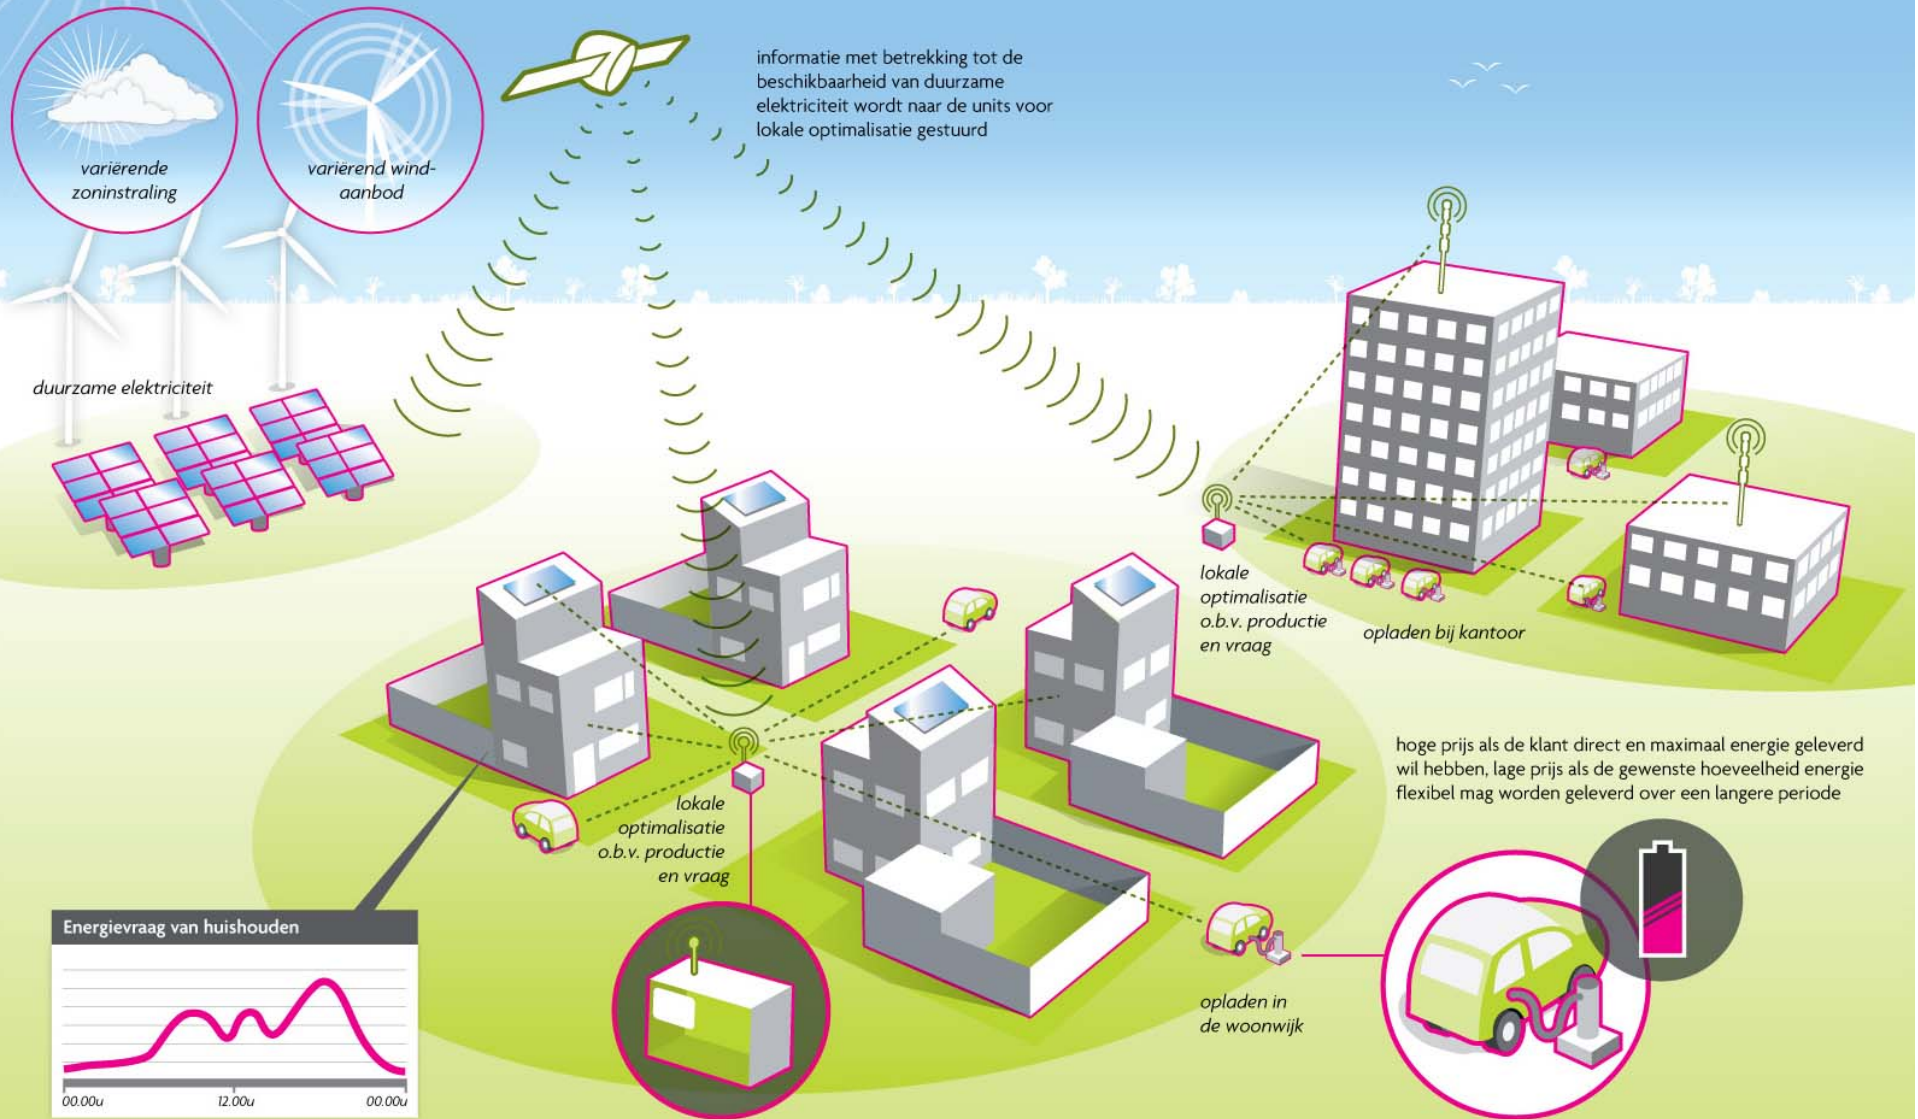 informatie met betrekking tot de
beschikbaarheid van duurzame
elektriciteit wordt naar de units voor
lokale optimalisatie gestuurd
variërende
zoninstraling
variërend wind-
aanbod
duurzame elektriciteit
lokale
optimalisatie
o.b.v. productie
en vraag
opladen bij kantoor
hoge prijs als de klant direct en maximaal energie geleverd
wil hebben, lage prijs als de gewenste hoeveelheid energie
flexibel mag worden geleverd over een langere periode
lokale
optimalisatie
o.b.v. productie
en vraag
Energievraag van huishouden
00.00u
12.00u
00.00u
opladen in
de woonwijk